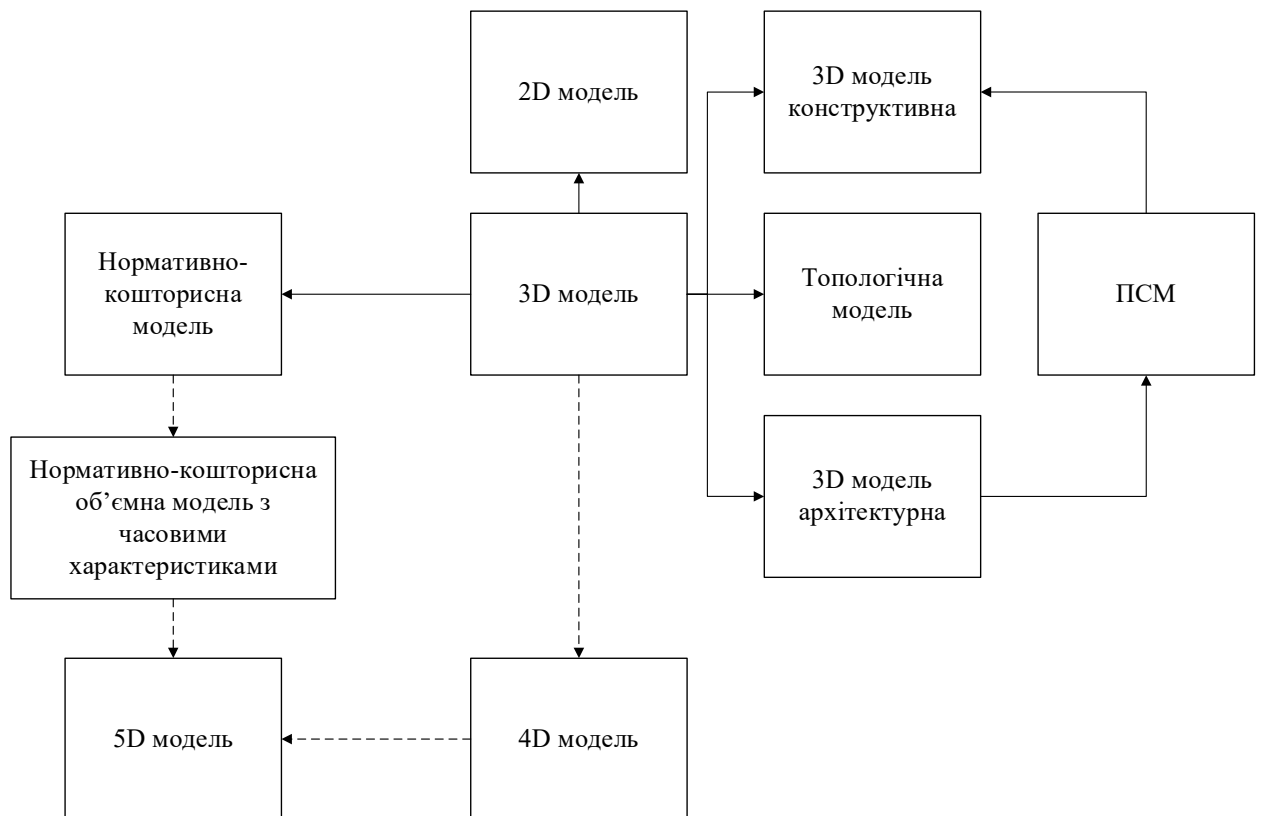 2D модель
3D модель
конструктивна
Нормативно-
кошторисна
модель
3D модель
Топологічна
модель
ПСМ
Нормативно-кошторисна
об’ємна модель з
часовими
характеристиками
3D модель
архітектурна
5D модель
4D модель